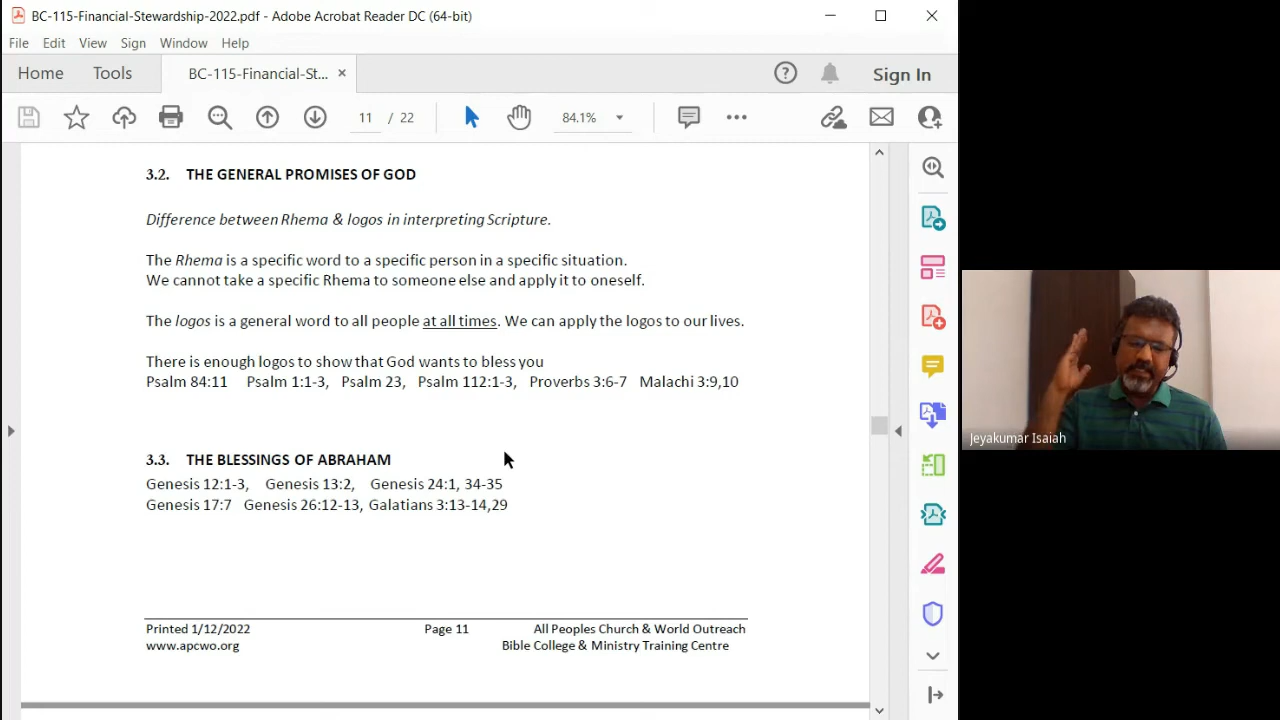 BC-115-Financial-Stewardship-2022.pdf - Adobe Acrobat Reader DC (64-bit)
File Edit View Sign Window Help
Home Tools BC-115-Financial-St... × Sign In
11 / 22 84.1%
3.2. THE GENERAL PROMISES OF GOD
Difference between Rhema & logos in interpreting Scripture.
The Rhema is a specific word to a specific person in a specific situation.
We cannot take a specific Rhema to someone else and apply it to oneself.
The logos is a general word to all people at all times. We can apply the logos to our lives.
There is enough logos to show that God wants to bless you
Psalm 84:11 Psalm 1:1-3, Psalm 23, Psalm 112:1-3, Proverbs 3:6-7 Malachi 3:9,10
3.3. THE BLESSINGS OF ABRAHAM
Genesis 12:1-3, Genesis 13:2, Genesis 24:1, 34-35
Genesis 17:7 Genesis 26:12-13, Galatians 3:13-14,29
Printed 1/12/2022 Page 11 All Peoples Church & World Outreach
www.apcwo.org Bible College & Ministry Training Centre
Jeyakumar Isaiah